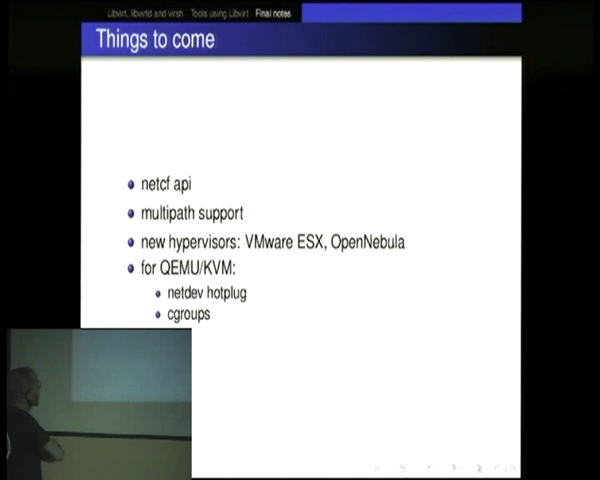 Libvirt, libvirtd and virsh Tools using Libvirt Final notes
Things to come
netcf api
multipath support
new hypervisors: VMware ESX, OpenNebula
for QEMU/KVM:
netdev hotplug
cgroups